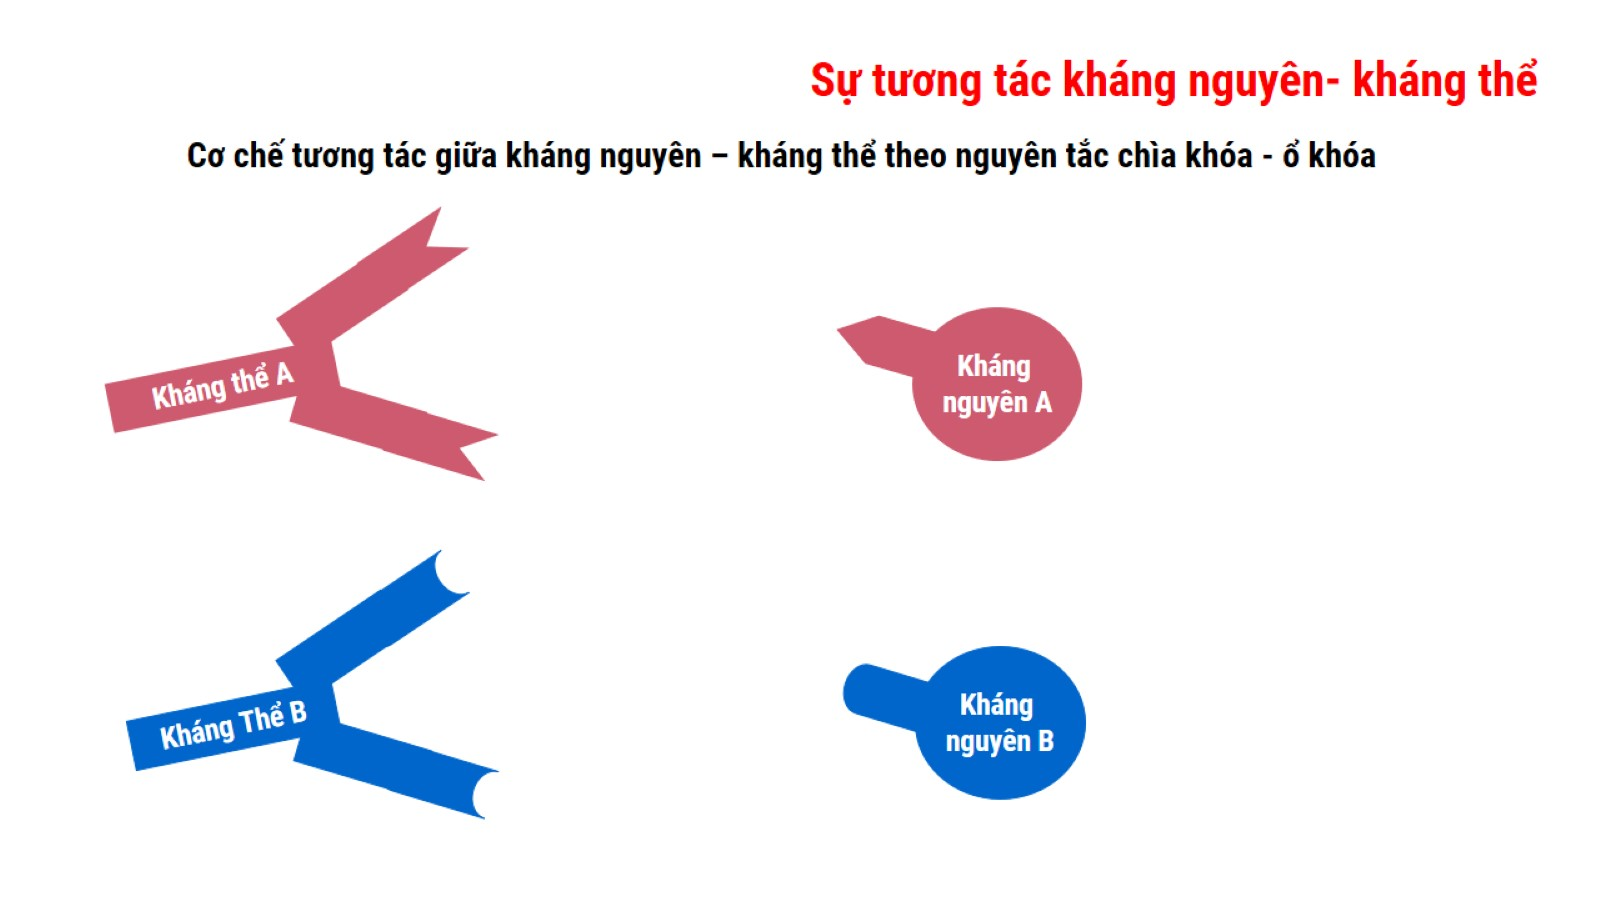 Sự tương tác kháng nguyên- kháng thể
Cơ chế tương tác giữa kháng nguyên – kháng thể theo nguyên tắc chìa khóa - ổ khóa
Kháng thể A
Kháng
nguyên A
Kháng Thể B
Kháng
nguyên B